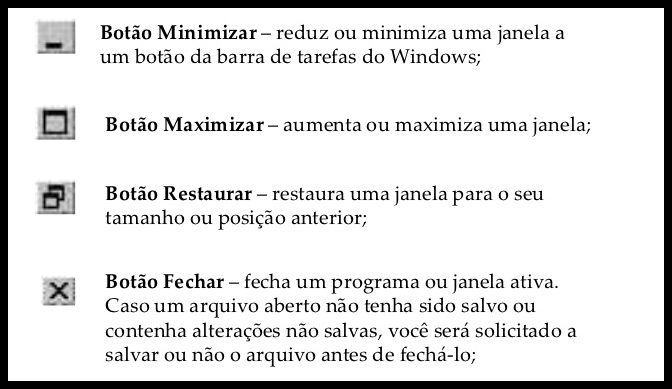 Botão Minimizar – reduz ou minimiza uma janela a
um botão da barra de tarefas do Windows;
Botão Maximizar – aumenta ou maximiza uma janela;
Botão Restaurar – restaura uma janela para o seu
tamanho ou posição anterior;
Botão Fechar – fecha um programa ou janela ativa.
Caso um arquivo aberto não tenha sido salvo ou
contenha alterações não salvas, você será solicitado a
salvar ou não o arquivo antes de fechá-lo;